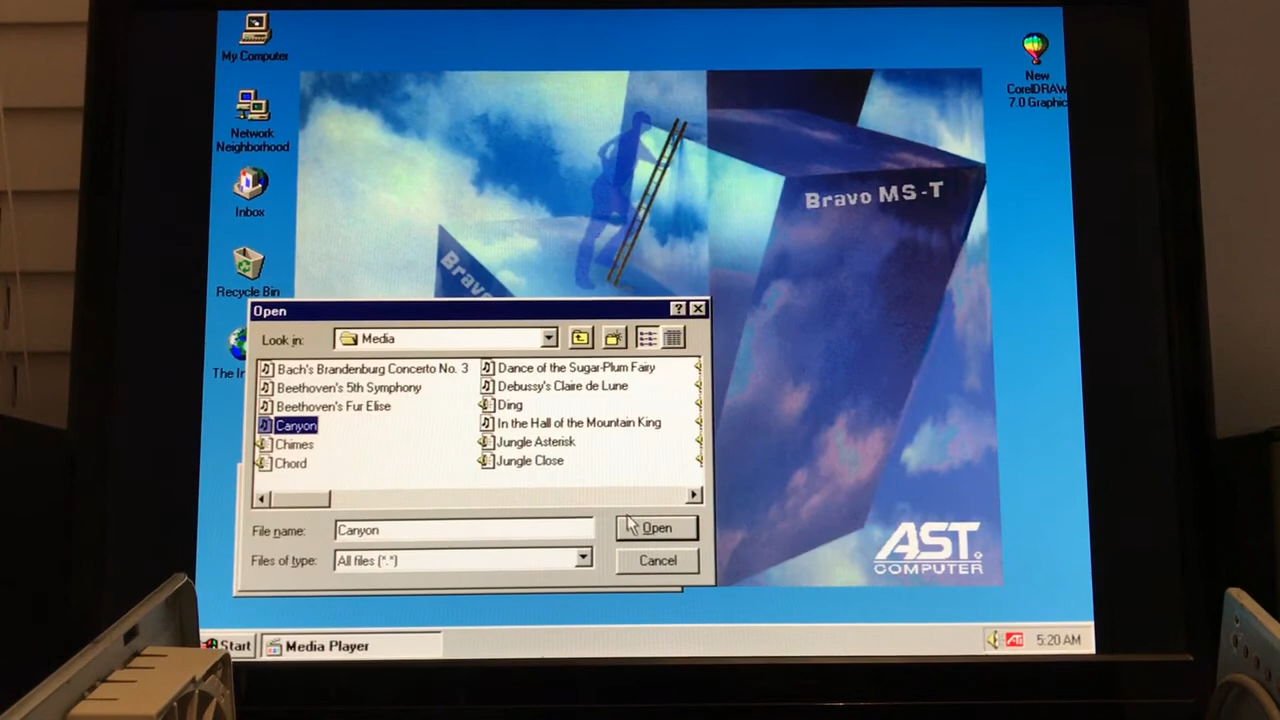 My Computer
New
CorelDRAW
7.0 Graphic
Network
Neighborhood
Inbox
Recycle Bin
Bravo MS-T
Bravo
Open
?
Look in:
Media
Bach's Brandenburg Concerto No. 3
Beethoven's 5th Symphony
Beethoven's Fur Elise
Canyon
Chimes
Chord
Dance of the Sugar-Plum Fairy
Debussy's Claire de Lune
Ding
In the Hall of the Mountain King
Jungle Asterisk
Jungle Close
File name:
Canyon
Open
Files of type:
All files (*.*)
Cancel
The In
AST
COMPUTER
Start
Media Player
ATI
5:20 AM